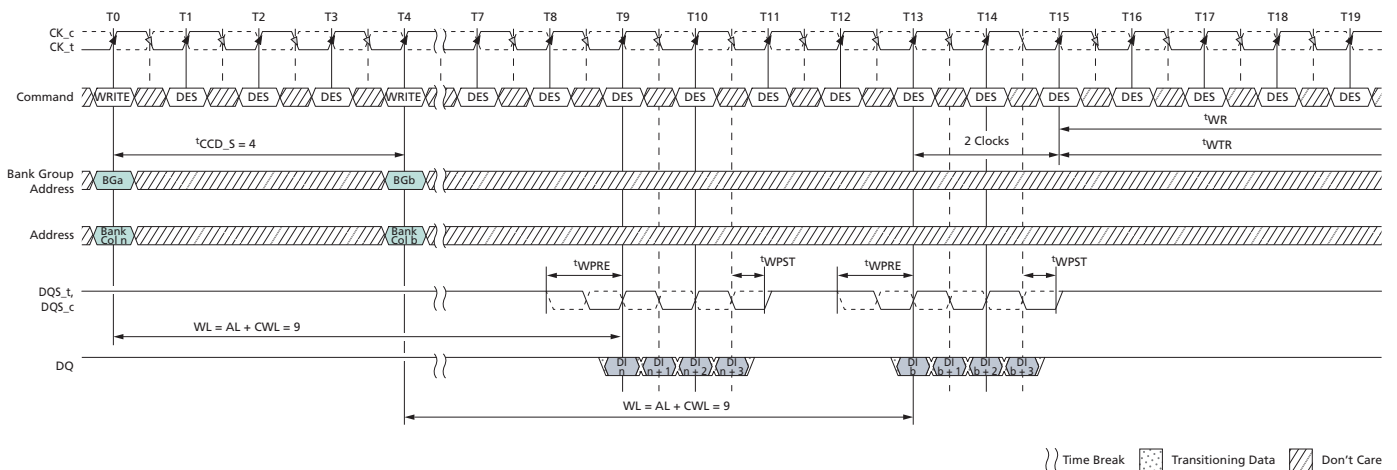 T0 T1 T2 T3 T4 T7 T8 T9 T10 T11 T12 T13 T14 T15 T16 T17 T18 T19
CK_c
CK_t
Command WRITE DES DES DES WRITE DES DES DES DES DES DES DES DES DES DES DES DES DES
tWR
tCCD_S = 4 2 Clocks
tWTR
Bank Group
Address BGa BGb
Address Bank
Col n Bank
Col b
tWPRE tWPST tWPRE tWPST
DQS_t,
DQS_c
WL = AL + CWL = 9
DQ DI
n DI
n + 1 DI
n + 2 DI
n + 3 DI
b DI
b + 1 DI
b + 2 DI
b + 3
WL = AL + CWL = 9
Time Break Transitioning Data Don't Care